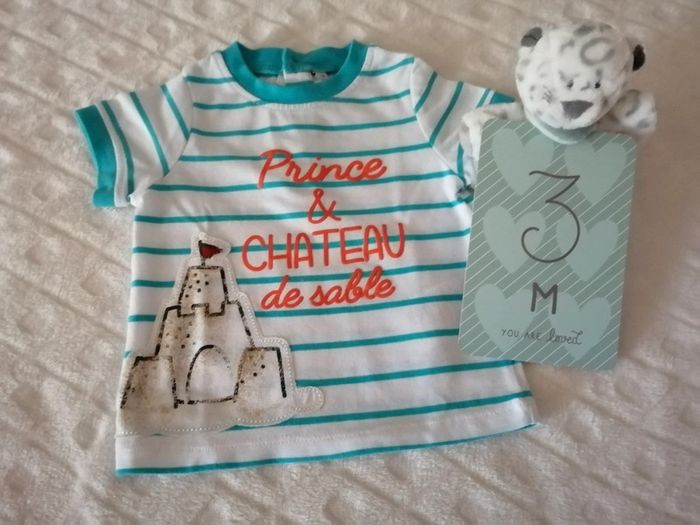 Prince
&
CHATEAU
de sable
3
M
YOU ARE loved